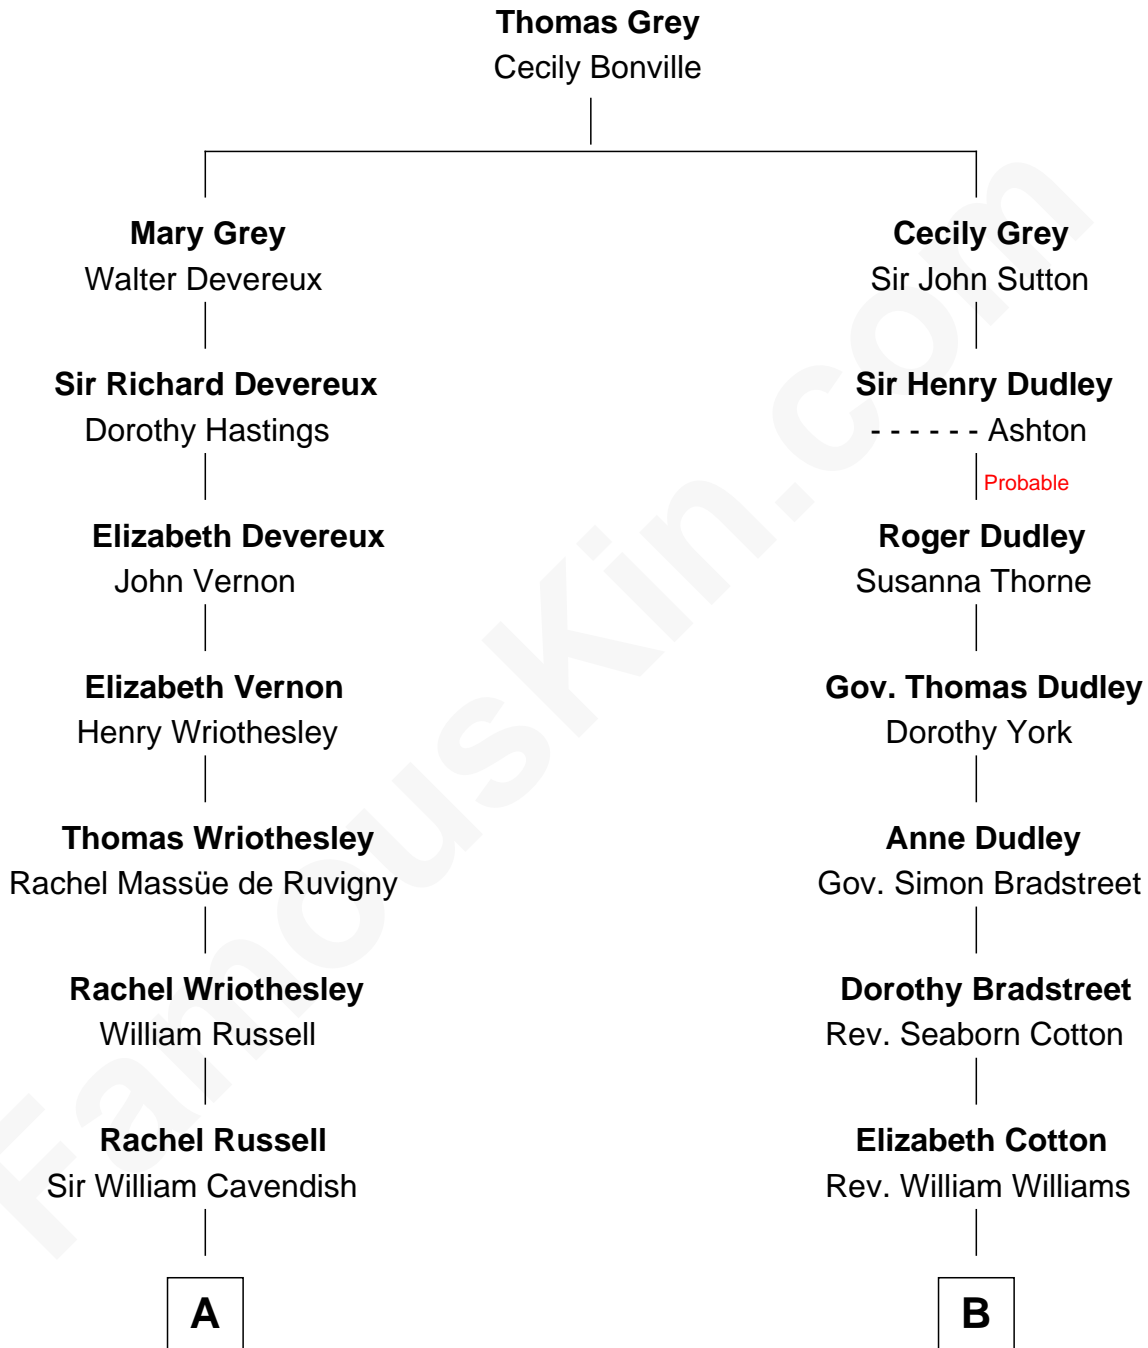 Thomas Grey
Cecily Bonville
Mary Grey
Walter Devereux
Cecily Grey
Sir John Sutton
Sir Richard Devereux
Dorothy Hastings
Sir Henry Dudley
- - - - - - Ashton
Probable
Elizabeth Devereux
John Vernon
Roger Dudley
Susanna Thorne
Elizabeth Vernon
Henry Wriothesley
Gov. Thomas Dudley
Dorothy York
Thomas Wriothesley
Rachel Massüe de Ruvigny
Anne Dudley
Gov. Simon Bradstreet
Rachel Wriothesley
William Russell
Dorothy Bradstreet
Rev. Seaborn Cotton
Rachel Russell
Sir William Cavendish
Elizabeth Cotton
Rev. William Williams
A
B
FamousKin.com